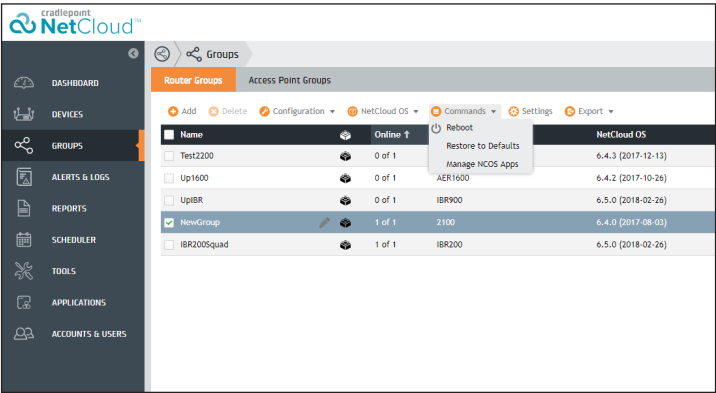 cradlepoint
NetCloud™
Groups
DASHBOARD
DEVICES
GROUPS
ALERTS & LOGS
REPORTS
SCHEDULER
TOOLS
APPLICATIONS
ACCOUNTS & USERS
Router Groups Access Point Groups
Add Delete Configuration NetCloud OS Commands Settings Export
Reboot
Restore to Defaults
Manage NCOS Apps
Name Online ↑ NetCloud OS
Test2200 0 of 1 6.4.3 (2017-12-13)
Up1600 0 of 1 AER1600 6.4.2 (2017-10-26)
UpIBR 0 of 1 IBR900 6.5.0 (2018-02-26)
NewGroup 1 of 1 2100 6.4.0 (2017-08-03)
IBR200Squad 1 of 1 IBR200 6.5.0 (2018-02-26)